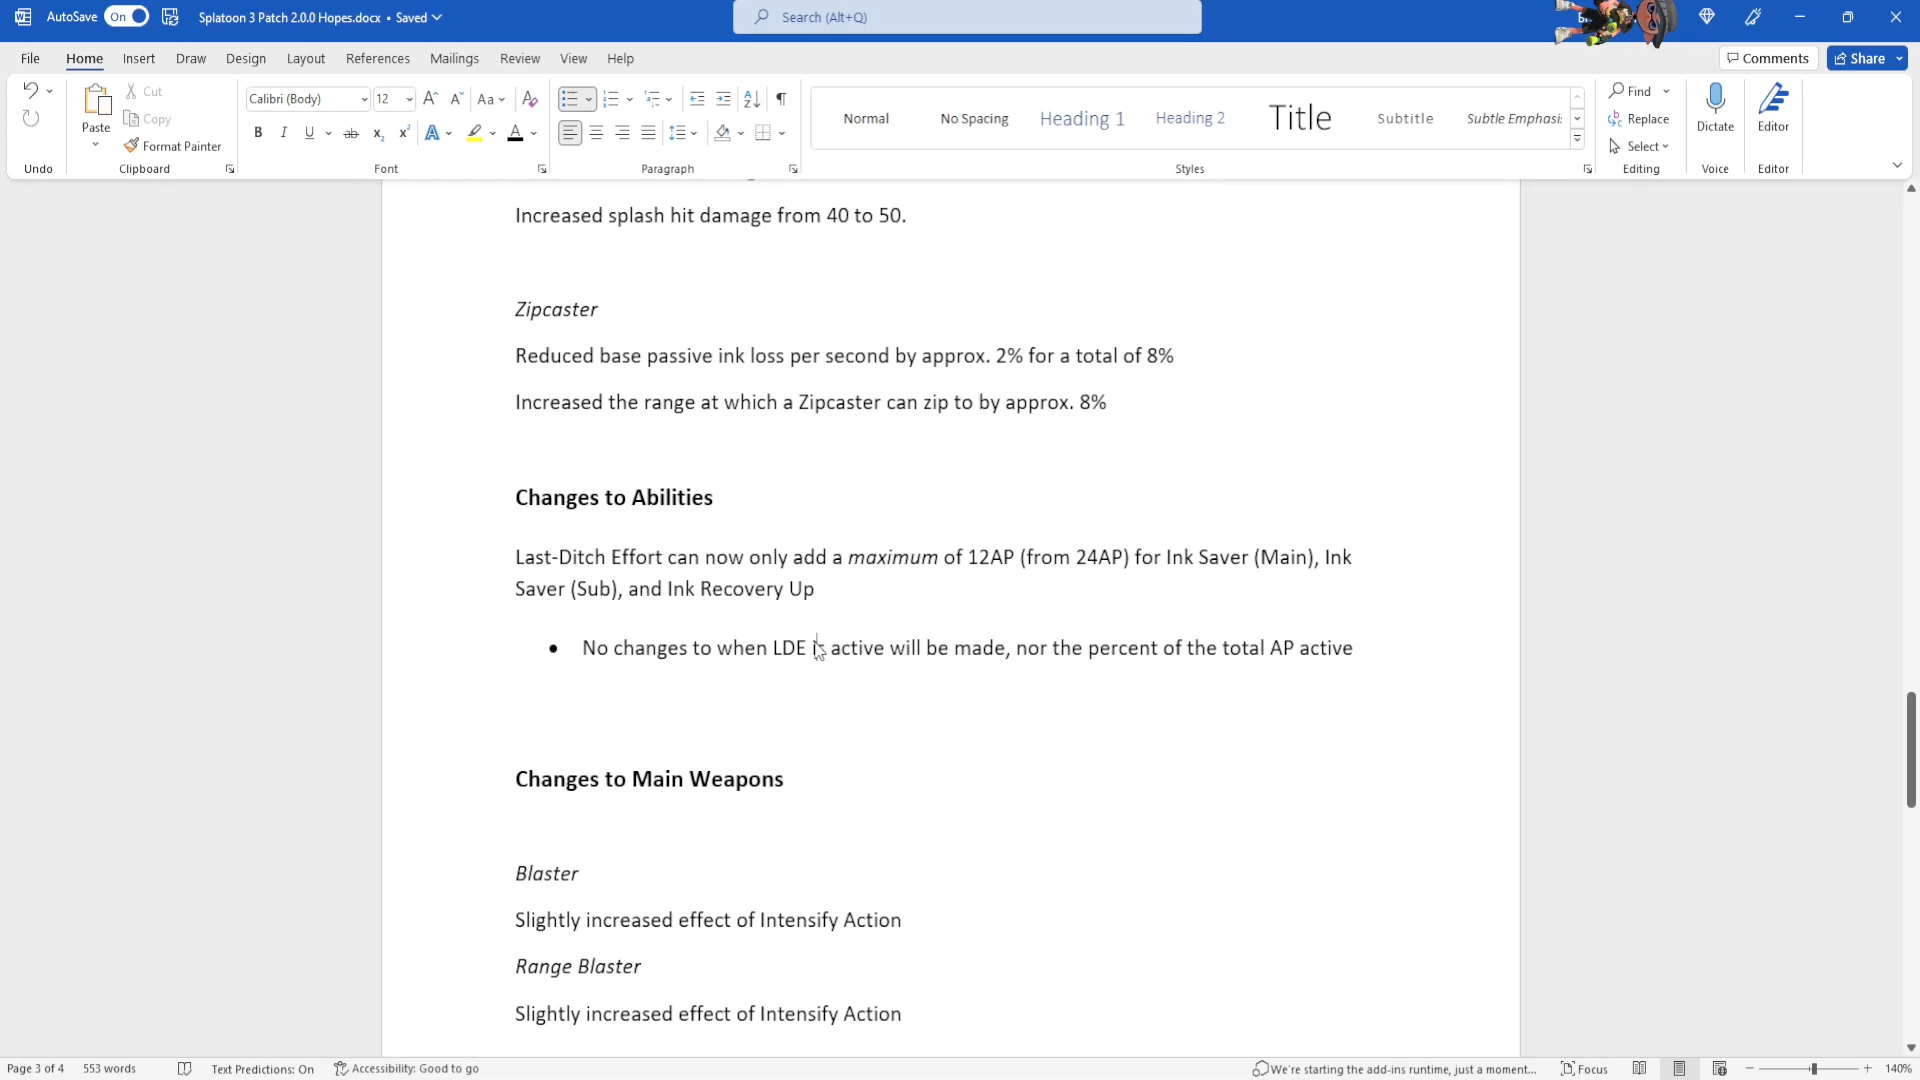 AutoSave On Splatoon 3 Patch 2.0.0 Hopes.docx • Saved Search (Alt+Q)
File Home Insert Draw Design Layout References Mailings Review View Help Comments Share
Cut Calibri (Body) 12 Aa Find
Paste Copy Normal No Spacing Heading 1 Heading 2 Title Subtitle Subtle Emphasi: Replace Dictate Editor
Format Painter B I U ab Select
Undo Clipboard Font Paragraph Styles Editing Voice Editor
Increased splash hit damage from 40 to 50.
Zipcaster
Reduced base passive ink loss per second by approx. 2% for a total of 8%
Increased the range at which a Zipcaster can zip to by approx. 8%
Changes to Abilities
Last-Ditch Effort can now only add a maximum of 12AP (from 24AP) for Ink Saver (Main), Ink
Saver (Sub), and Ink Recovery Up
• No changes to when LDE is active will be made, nor the percent of the total AP active
Changes to Main Weapons
Blaster
Slightly increased effect of Intensify Action
Range Blaster
Slightly increased effect of Intensify Action
Page 3 of 4 553 words Text Predictions: On Accessibility: Good to go We're starting the add-ins runtime, just a moment... Focus 140%